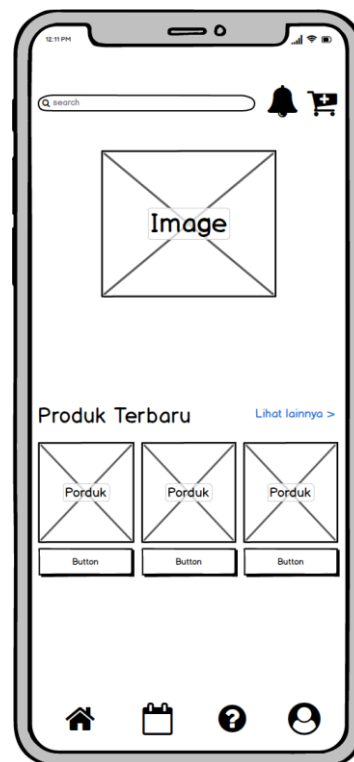 12:11 PM
search
Image
Produk Terbaru
Lihat lainnya >
Porduk Porduk Porduk
Button Button Button